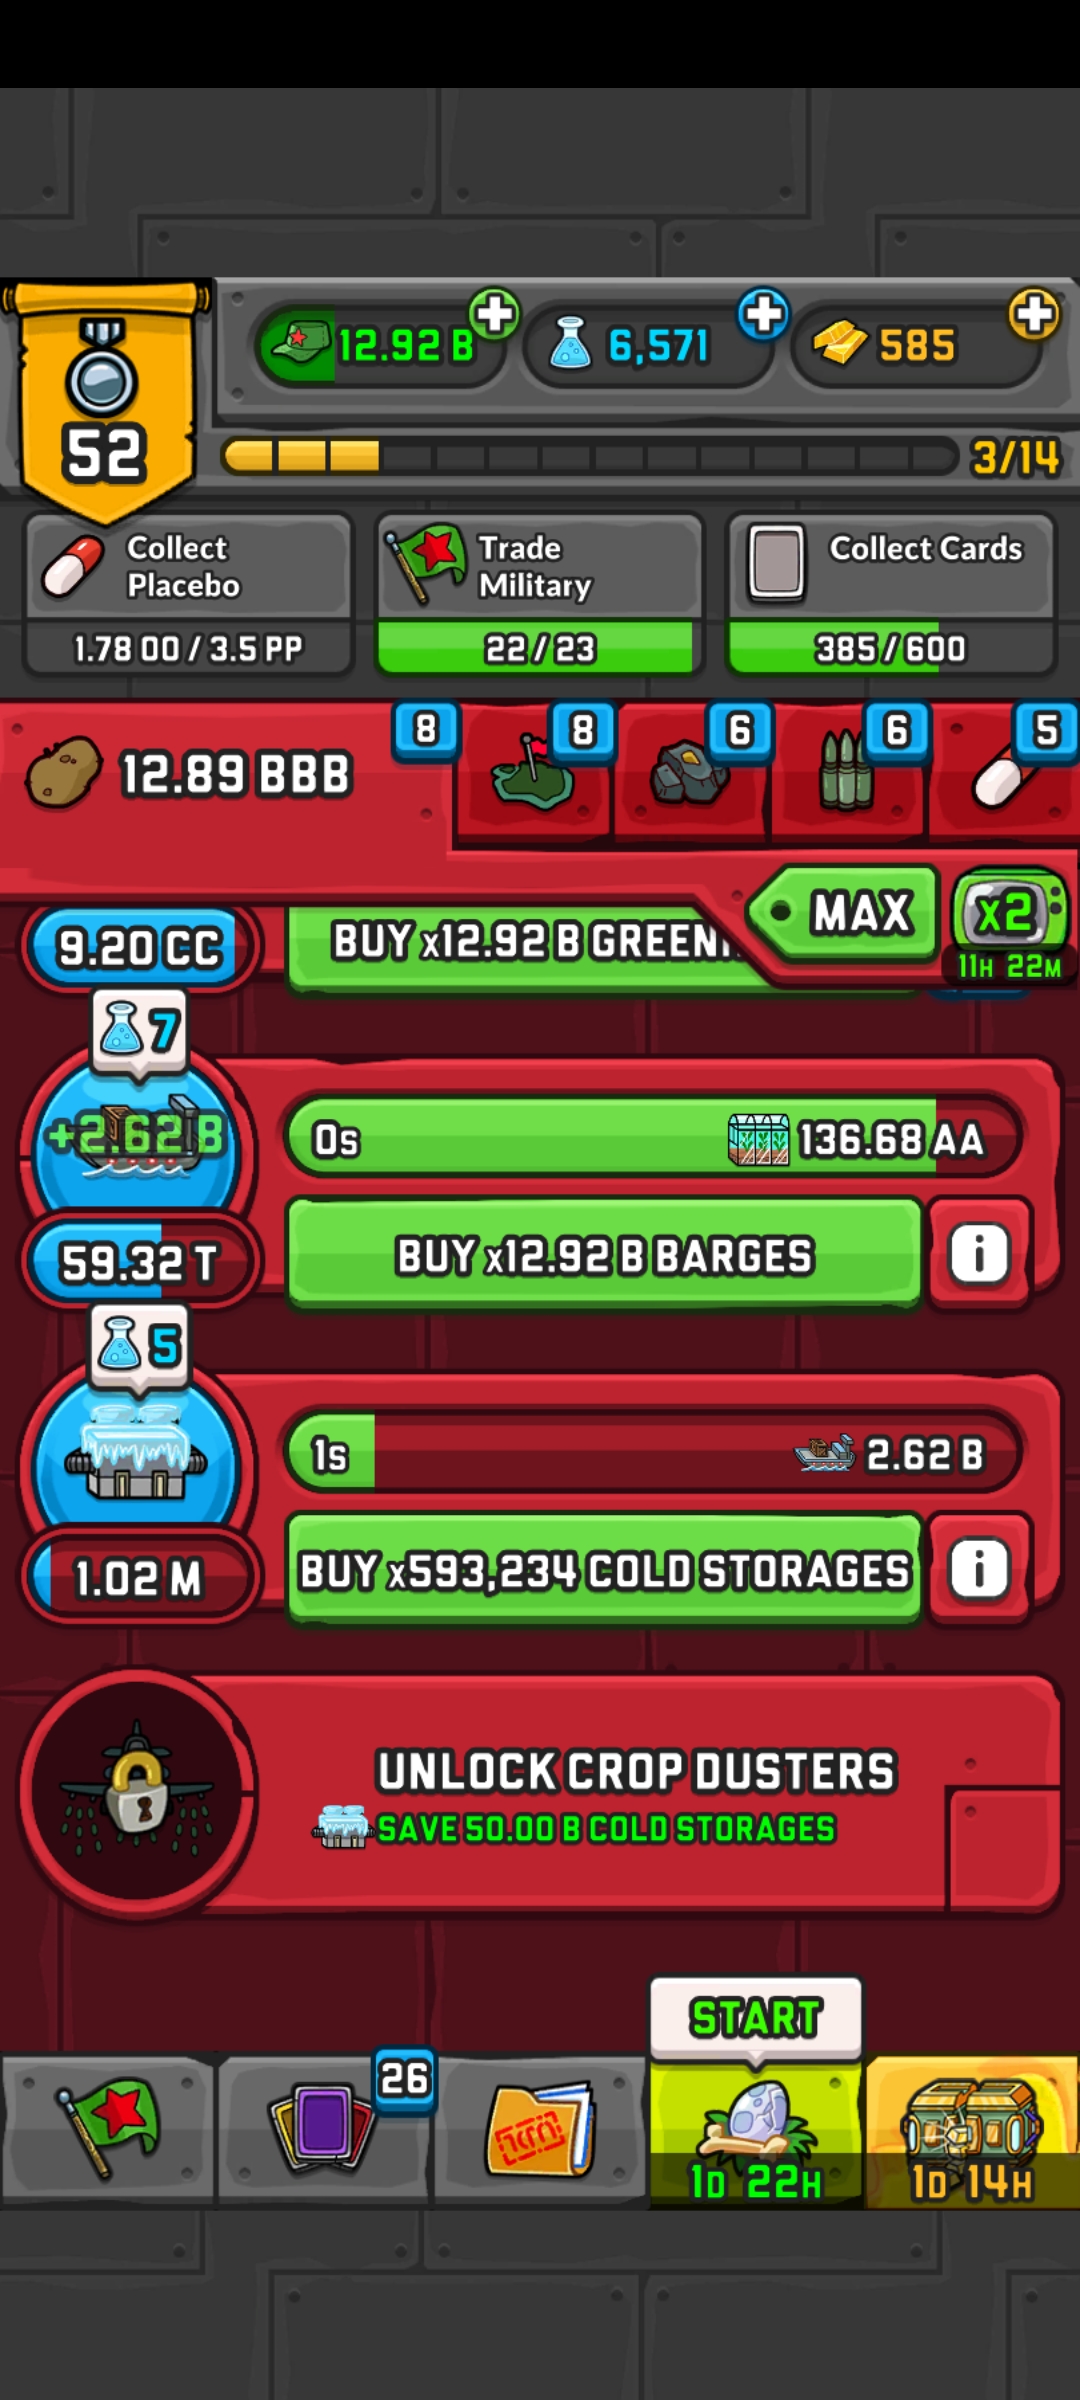 12.92 B
6,571
585
52
3/14
Collect
Placebo
1.78 OO / 3.5 PP
Trade
Military
22/23
Collect Cards
385/600
12.89 BBB
8
8
6
6
5
MAX
x2
11H 22M
9.20 CC
BUY x12.92 B
7
+2.62 B
0s
136.68 AA
59.32 T
BUY x12.92 B BARGES
i
5
1s
2.62 B
1.02 M
BUY x593,234 COLD STORAGES
i
UNLOCK CROP DUSTERS
SAVE 50.00 B COLD STORAGES
START
26
1D 22H
1D 14H